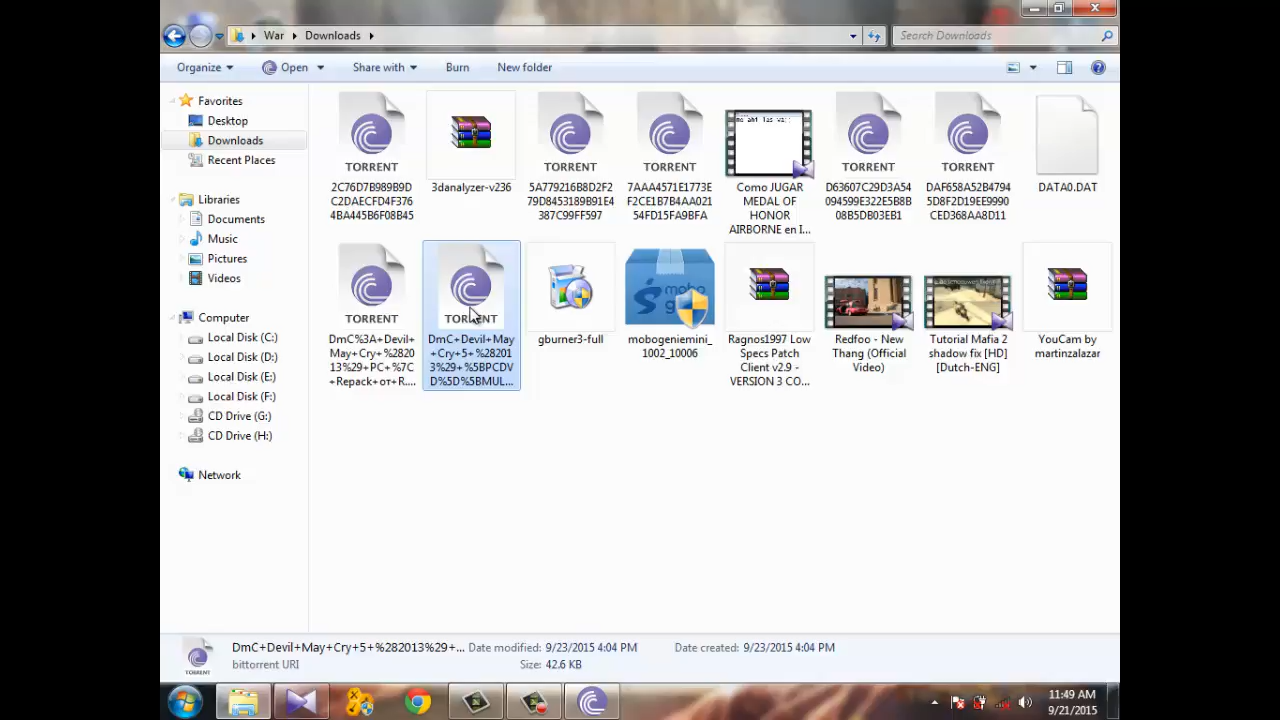 War Downloads
Search Downloads
Organize Open Share with Burn New folder
Favorites
Desktop
Downloads
Recent Places
Libraries
Documents
Music
Pictures
Videos
Computer
Local Disk (C:)
Local Disk (D:)
Local Disk (E:)
Local Disk (F:)
CD Drive (G:)
CD Drive (H:)
Network
TORRENT
2C76D7B989B9D
C2DAECFD4F376
4BA445B6F08B45
3danalyzer-v236
TORRENT
5A779216B8D2F2
79D8453189B91E4
387C99FF597
TORRENT
7AAA4571E1773E
F2CE1B7B4AA021
54FD15FA9BFA
Como JUGAR
MEDAL OF
HONOR
AIRBORNE en I...
TORRENT
D63607C29D3A54
094599E322E5B8B
08B5DB03EB1
TORRENT
DAF658A52B4794
5D8F2D19EE9990
CED368AA8D11
DATA0.DAT
TORRENT
DmC%3A+Devil+
May+Cry+%2820
13%29+PC+%7C
+Repack+от+R....
TORRENT
DmC+Devil+May
+Cry+5+%28201
3%29+%5BPCDV
D%5D%5BMUL...
gburner3-full
mobogeniemini_
1002_10006
Ragnos1997 Low
Specs Patch
Client v2.9 -
VERSION 3 CO...
Redfoo - New
Thang (Official
Video)
Tutorial Mafia 2
shadow fix [HD]
[Dutch-ENG]
YouCam by
martinzalazar
TORRENT
DmC+Devil+May+Cry+5+%282013%29+... Date modified: 9/23/2015 4:04 PM Date created: 9/23/2015 4:04 PM
bittorrent URI Size: 42.6 KB
11:49 AM
9/21/2015